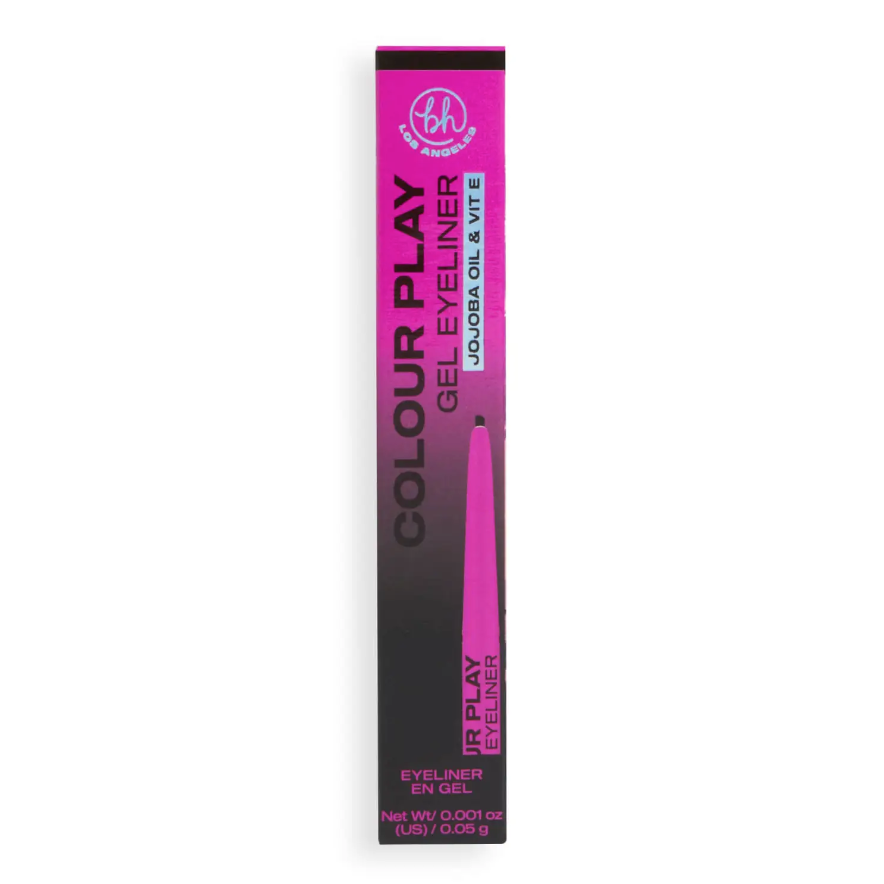 bh
LOS ANGELES
COLOUR PLAY
GEL EYELINER
JOJOBA OIL & VIT E
UR PLAY
EYELINER
EYELINER
EN GEL
Net Wt/ 0.001 oz
(US) / 0.05 g